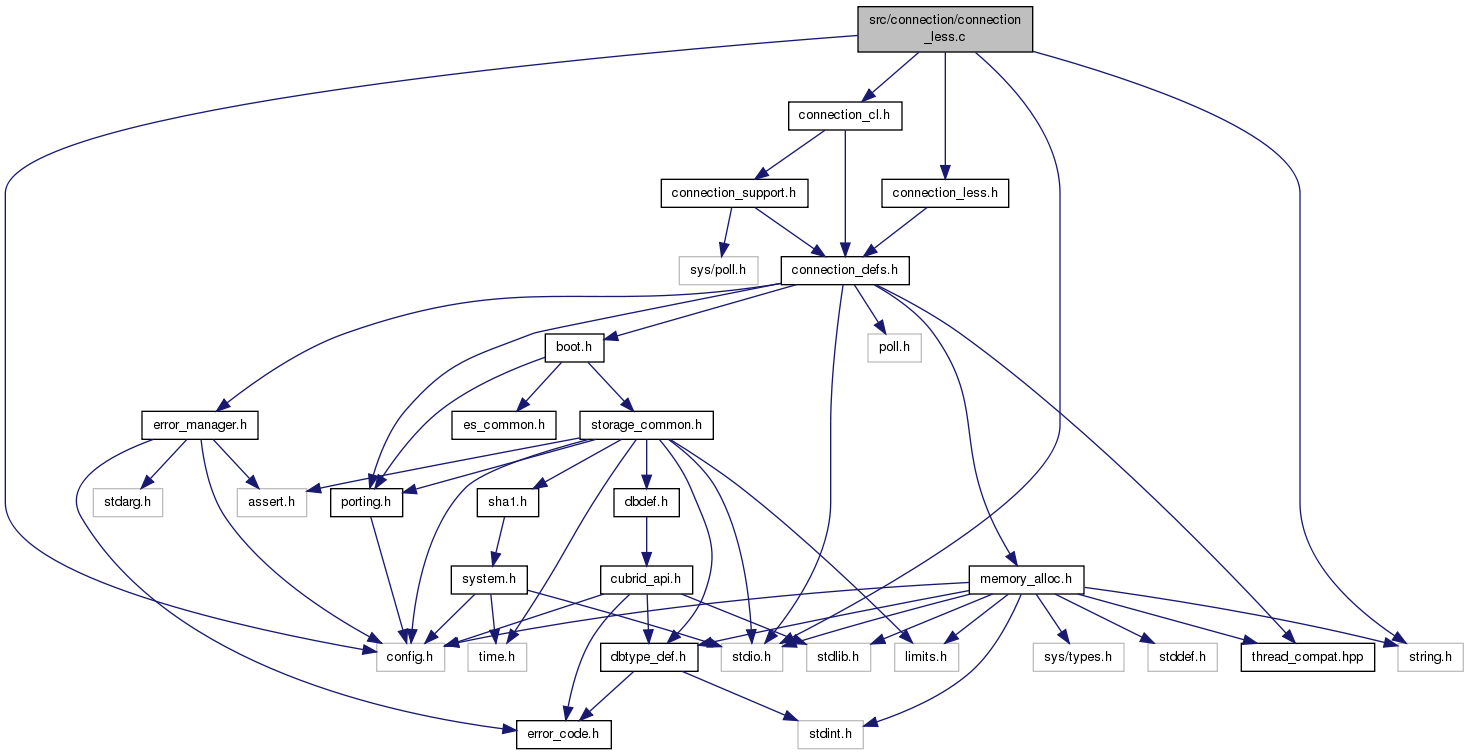 src/connection/connection
_less.c
connection_cl.h
connection_support.h
connection_less.h
sys/poll.h
connection_defs.h
boot.h
poll.h
error_manager.h
es_common.h
storage_common.h
stdarg.h
assert.h
porting.h
sha1.h
dbdef.h
system.h
cubrid_api.h
memory_alloc.h
config.h
time.h
dbtype_def.h
stdio.h
stdlib.h
limits.h
sys/types.h
stddef.h
thread_compat.hpp
string.h
error_code.h
stdint.h